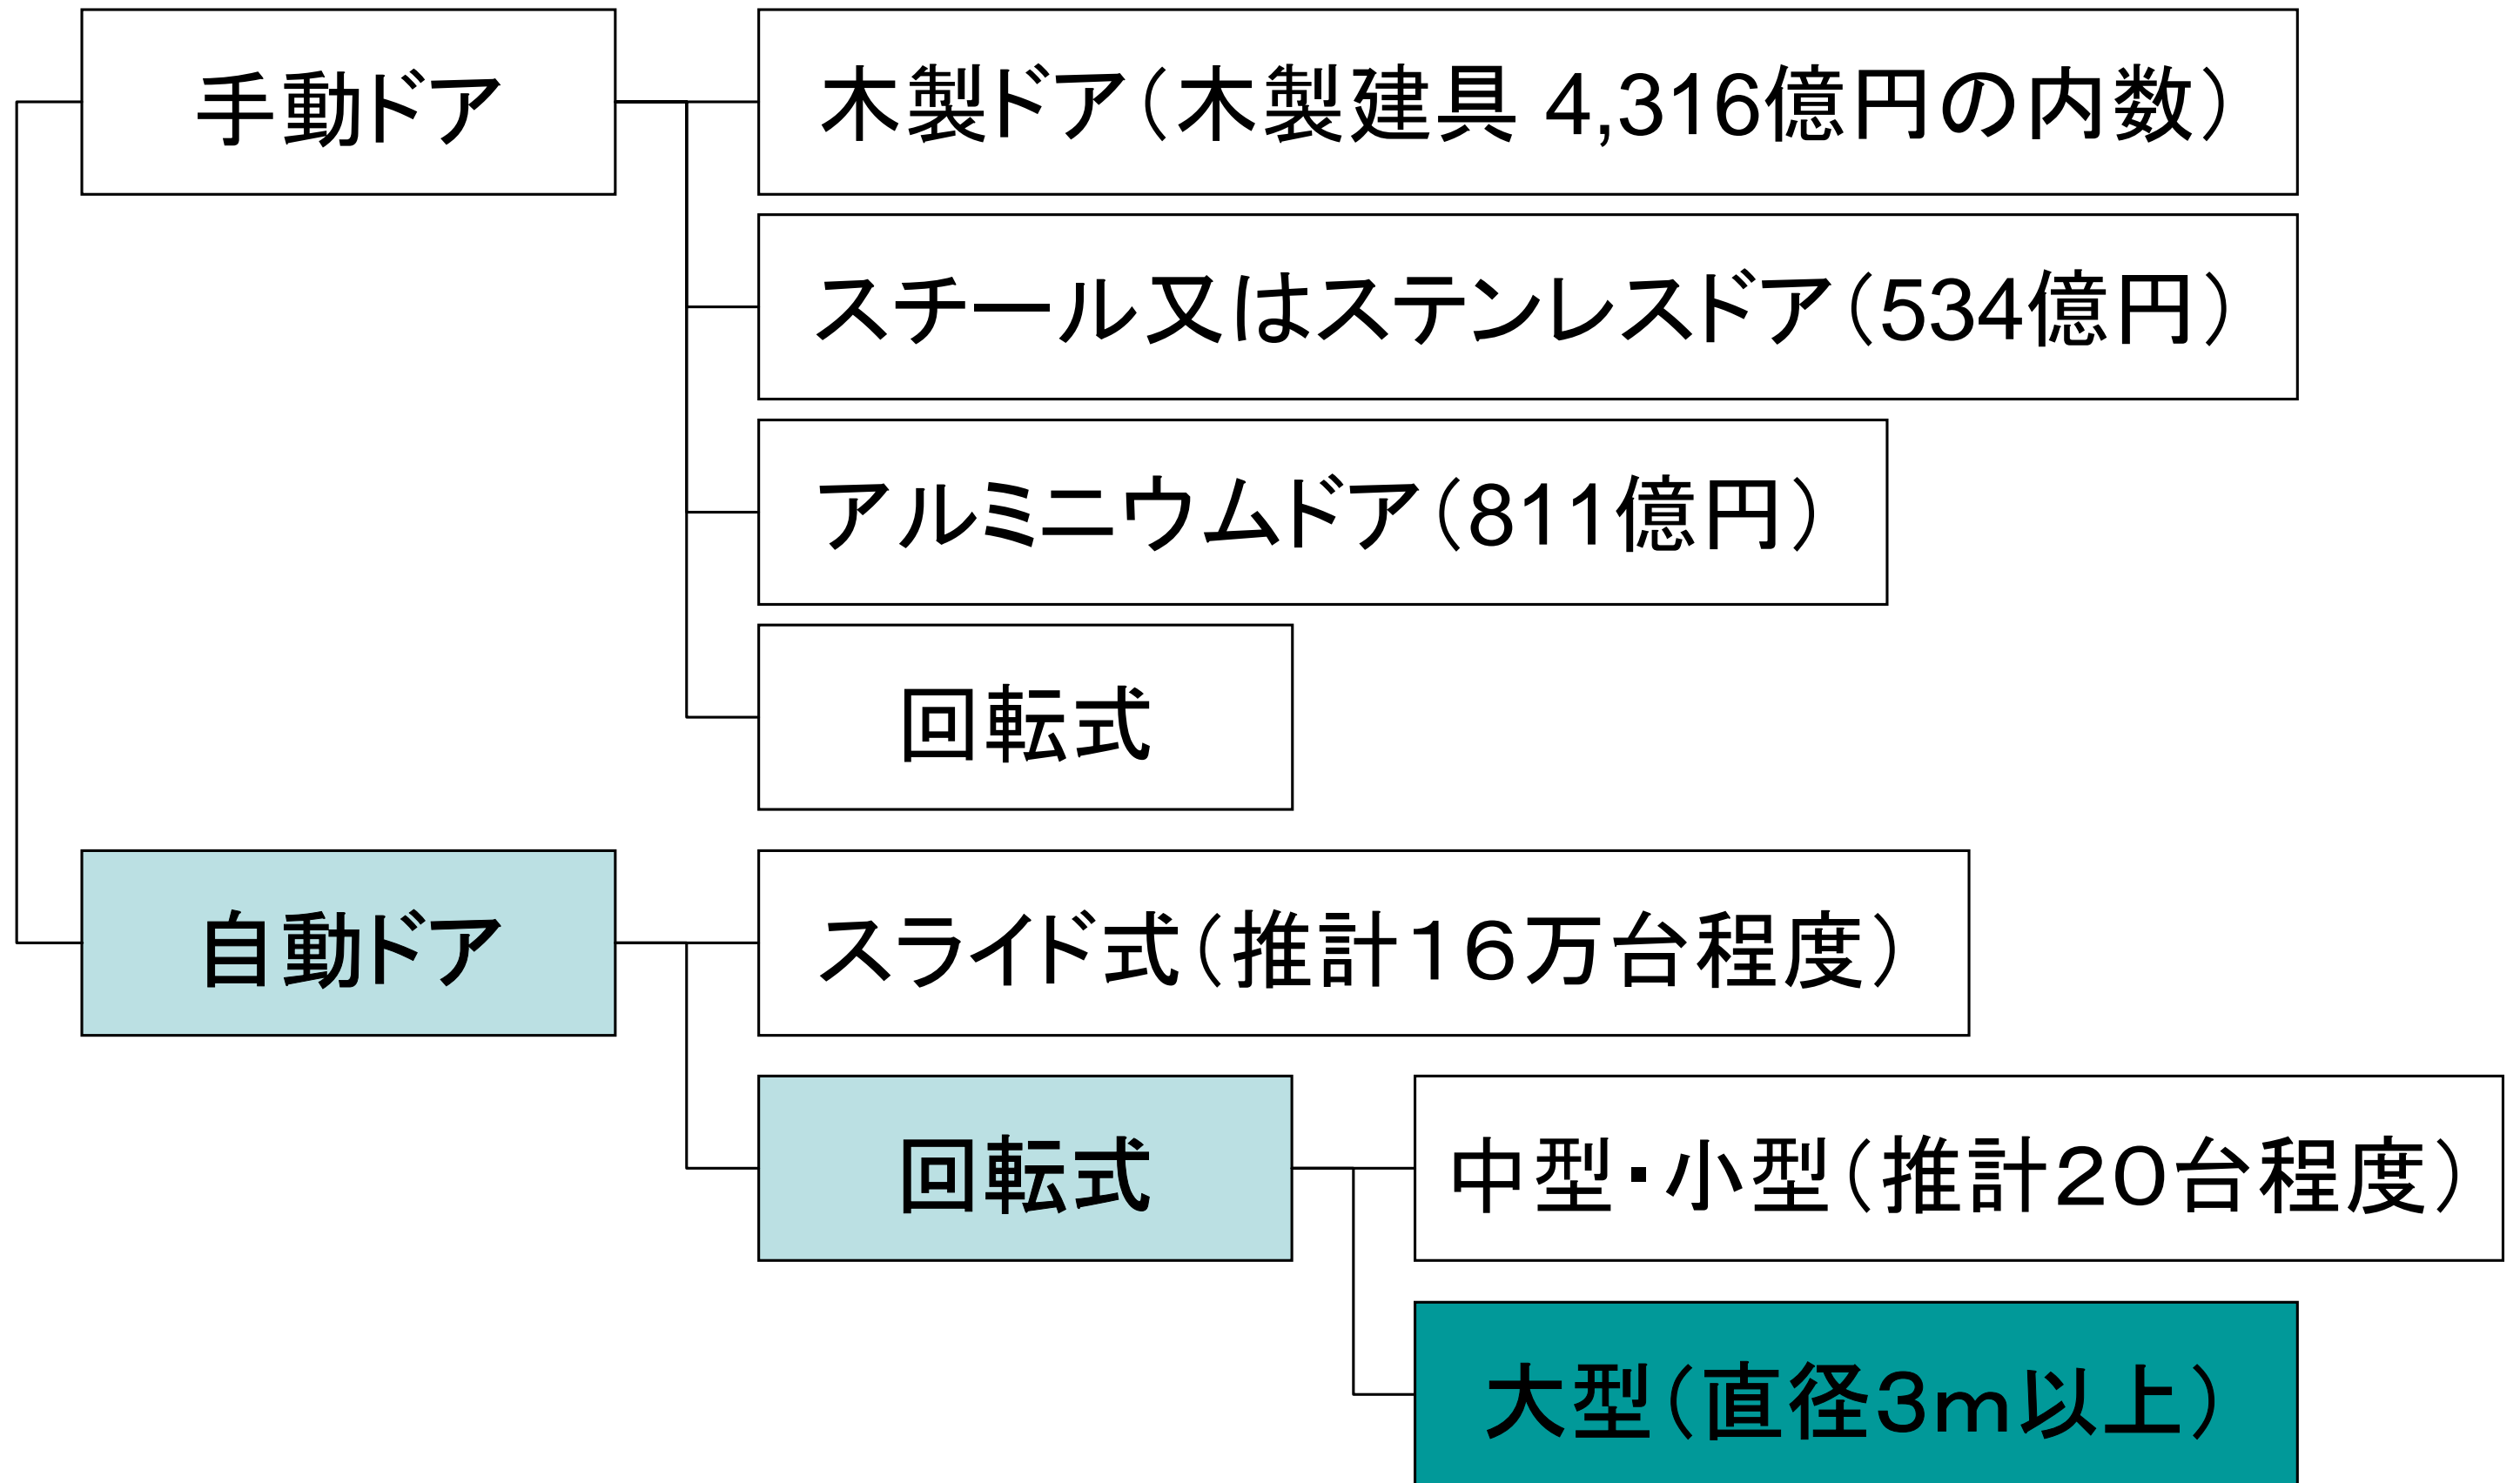 手動ドア
木製ドア(木製建具 4,316億円の内数)
スチール又はステンレスドア(534億円)
アルミニウムドア(811億円)
回転式
自動ドア
スライド式(推計16万台程度)
回転式
中型・小型(推計20台程度)
大型(直径3m以上)